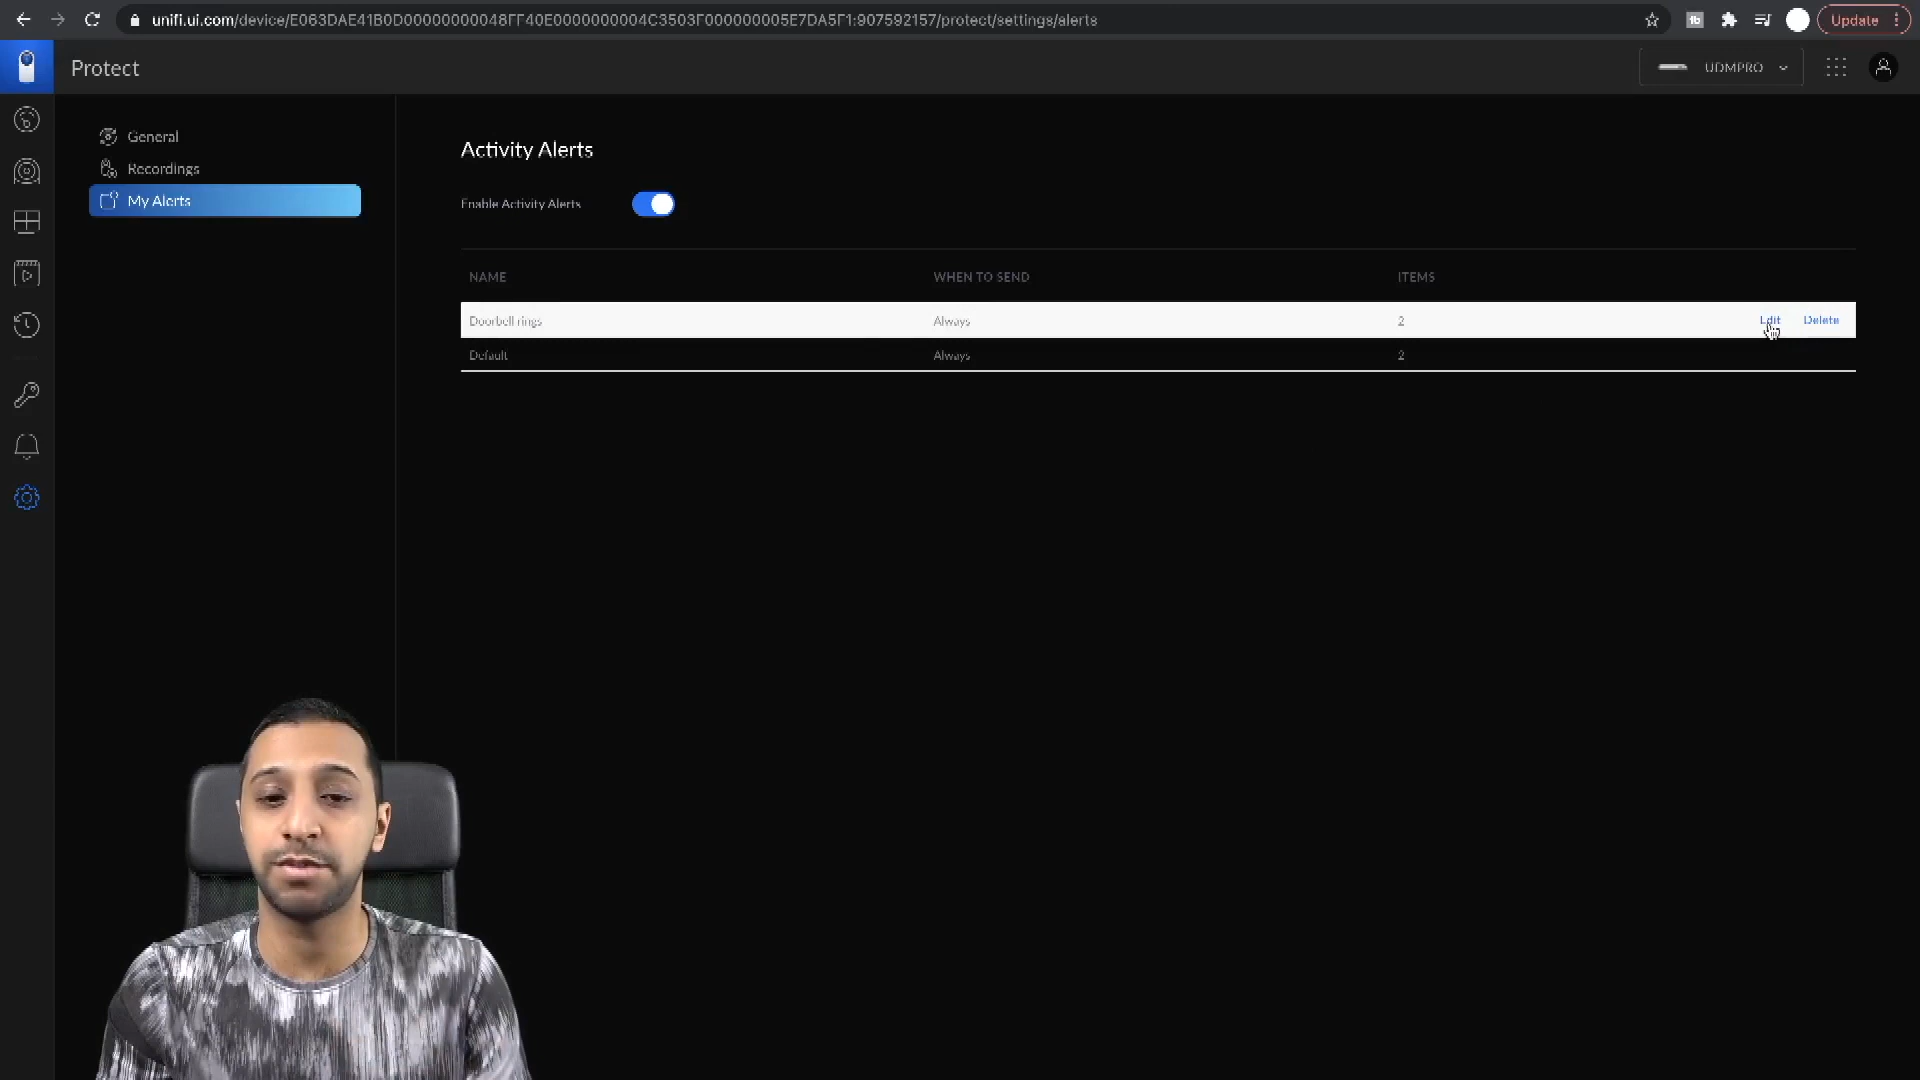 unifi.ui.com/device/E063DAE41B0D00000000048FF40E0000000004C3503F000000005E7DA5F1:907592157/protect/settings/alerts
tb
Update
Protect
UDMPRO
General
Recordings
My Alerts
Activity Alerts
Enable Activity Alerts
NAME WHEN TO SEND ITEMS
Doorbell rings Always 2 Edit Delete
Default Always 2